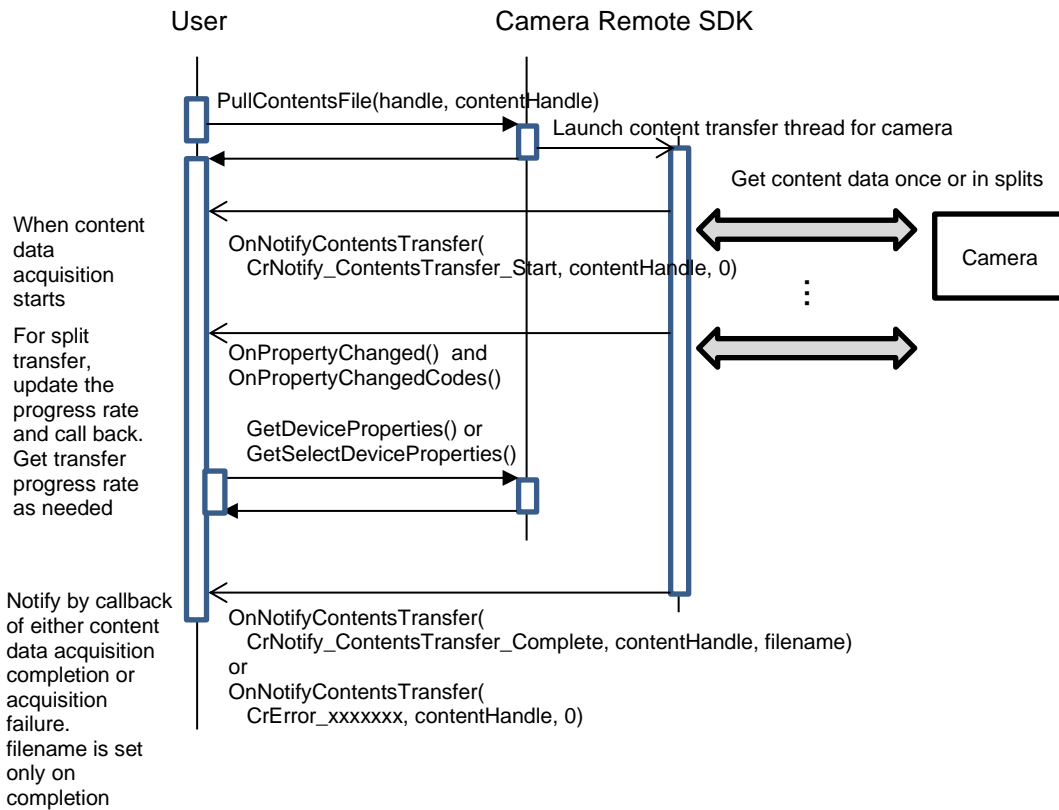 User
Camera Remote SDK
PullContentsFile(handle, contentHandle)
Launch content transfer thread for camera
Get content data once or in splits
When content
data
acquisition
starts
OnNotifyContentsTransfer(
CrNotify_ContentsTransfer_Start, contentHandle, 0)
Camera
⋮
For split
transfer,
update the
progress rate
and call back.
Get transfer
progress rate
as needed
OnPropertyChanged() and
OnPropertyChangedCodes()
GetDeviceProperties() or
GetSelectDeviceProperties()
Notify by callback
of either content
data acquisition
completion or
acquisition
failure.
filename is set
only on
completion
OnNotifyContentsTransfer(
CrNotify_ContentsTransfer_Complete, contentHandle, filename)
or
OnNotifyContentsTransfer(
CrError_xxxxxxx, contentHandle, 0)